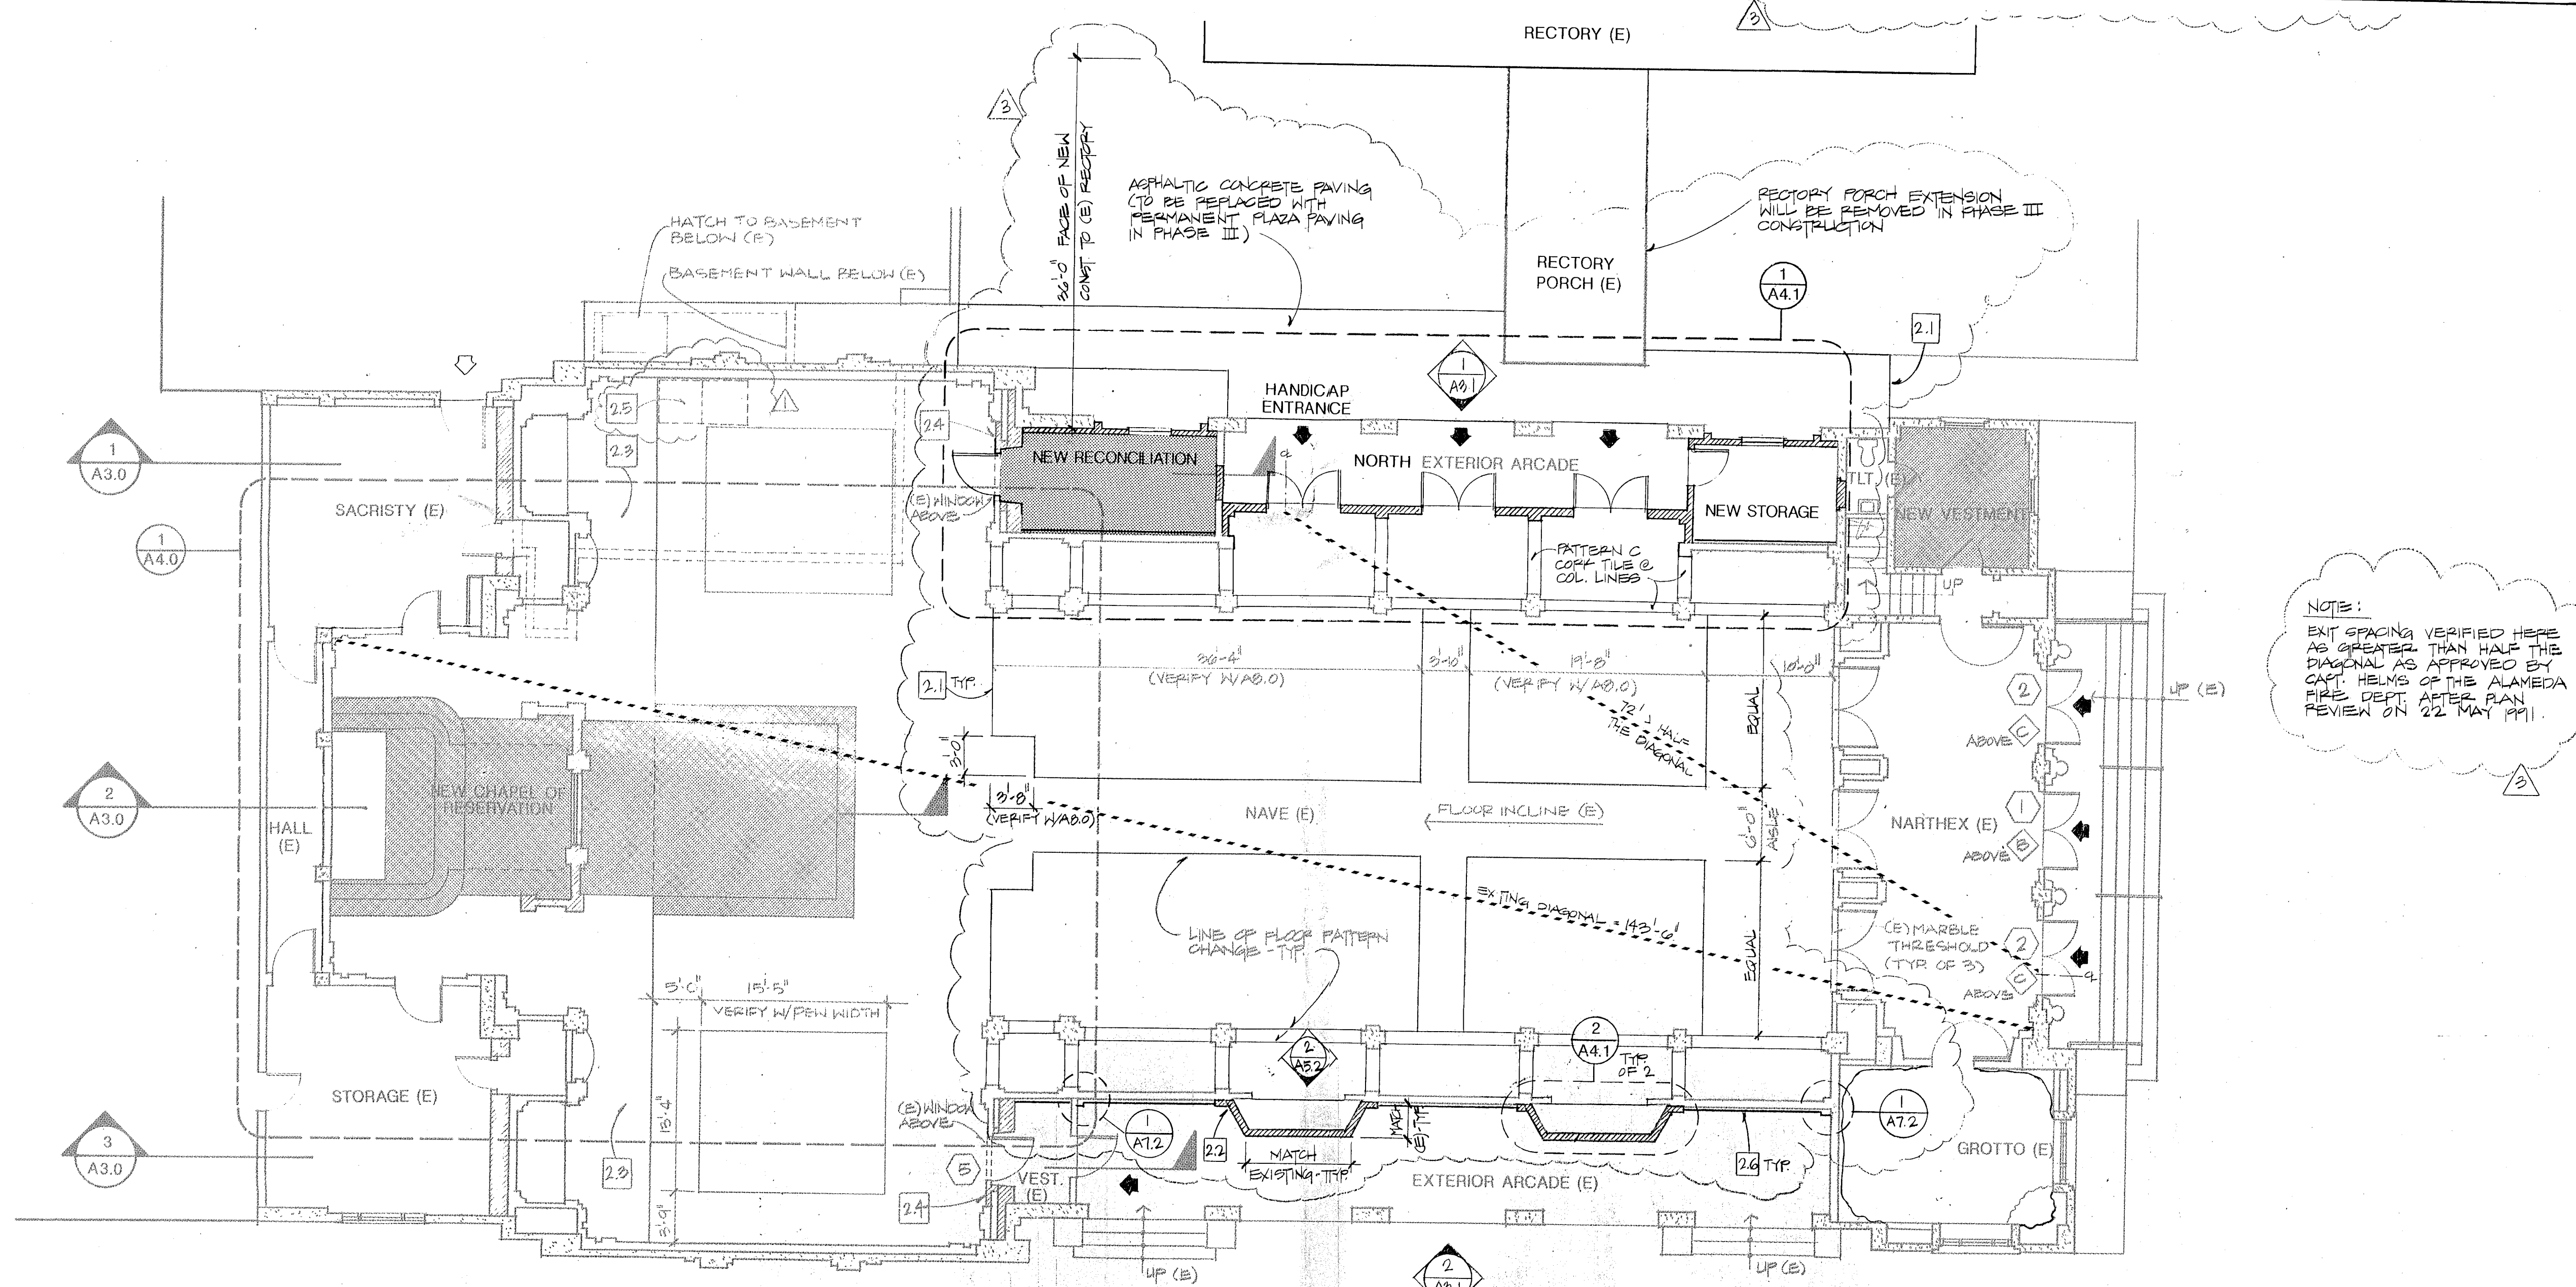 3
RECTORY (E)
3
36'-0" FACE OF NEW
CONST TO (E) RECTORY
ASPHALTIC CONCRETE PAVING
(TO BE REPLACED WITH
PERMANENT PLAZA PAVING
IN PHASE III)
RECTORY PORCH EXTENSION
WILL BE REMOVED IN PHASE III
CONSTRUCTION
HATCH TO BASEMENT
BELOW (E)
BASEMENT WALL BELOW (E)
RECTORY
PORCH (E)
1
A4.1
2.1
1
A3.1
HANDICAP
ENTRANCE
2.5
1
2.4
2.3
1
A3.0
NEW RECONCILIATION
NORTH EXTERIOR ARCADE
TLT. (E)
SACRISTY (E)
(E) WINDOW
ABOVE
NEW STORAGE
NEW VESTMENT
1
A4.0
PATTERN C
CORK TILE @
COL. LINES
UP
NOTE:
EXIT SPACING VERIFIED HERE
AS GREATER THAN HALF THE
DIAGONAL AS APPROVED BY
CAPT. HELMS OF THE ALAMEDA
FIRE DEPT. AFTER PLAN
REVIEW ON 22 MAY 1991.
3
36'-4"
(VERIFY W/A8.0)
3'-10"
19'-8"
(VERIFY W/A8.0)
10'-0"
2.1 TYP.
72' > HALF
THE DIAGONAL
EQUAL
2
UP (E)
ABOVE C
3'-0"
3'-8"
(VERIFY W/A8.0)
NEW CHAPEL OF
RESERVATION
2
A3.0
HALL
(E)
NAVE (E)
FLOOR INCLINE (E)
6'-0"
AISLE
NARTHEX (E)
1
ABOVE B
EXITING DIAGONAL = 143'-6"
LINE OF FLOOR PATTERN
CHANGE - TYP.
EQUAL
(E) MARBLE
THRESHOLD
(TYP. OF 3)
2
ABOVE C
5'-0"
15'-5"
VERIFY W/PEW WIDTH
2
A5.2
2
A4.1
TYP.
OF 2
STORAGE (E)
13'-4"
(E) WINDOW
ABOVE
1
A7.2
2.2
MATCH
(E)-TYP.
MATCH
EXISTING-TYP.
1
A7.2
3
A3.0
2.3
5
VEST.
(E)
2.4
EXTERIOR ARCADE (E)
2.6 TYP.
GROTTO (E)
3'-9"
UP (E)
UP (E)
2
A3.1